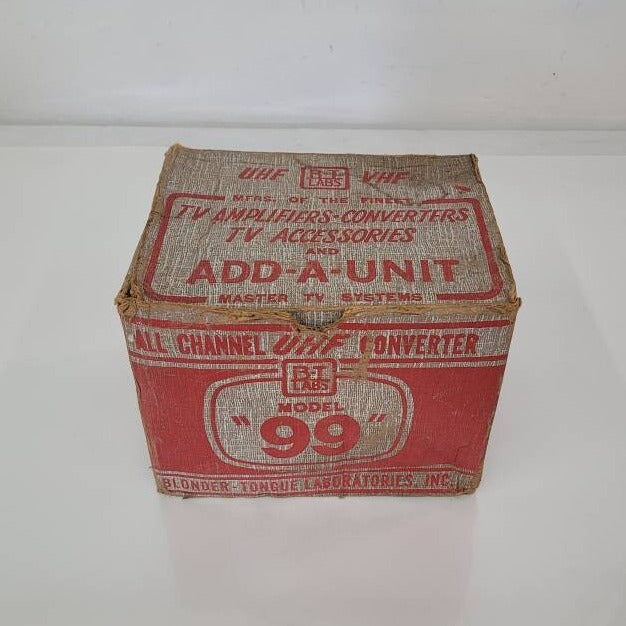 UHF B-T LABS VHF
MFRS. OF THE FINEST
TV AMPLIFIERS-CONVERTERS
TV ACCESSORIES
AND
ADD-A-UNIT
MASTER TV SYSTEMS
ALL CHANNEL UHF CONVERTER
B-T
LABS
MODEL
"99"
BLONDER-TONGUE LABORATORIES, INC.